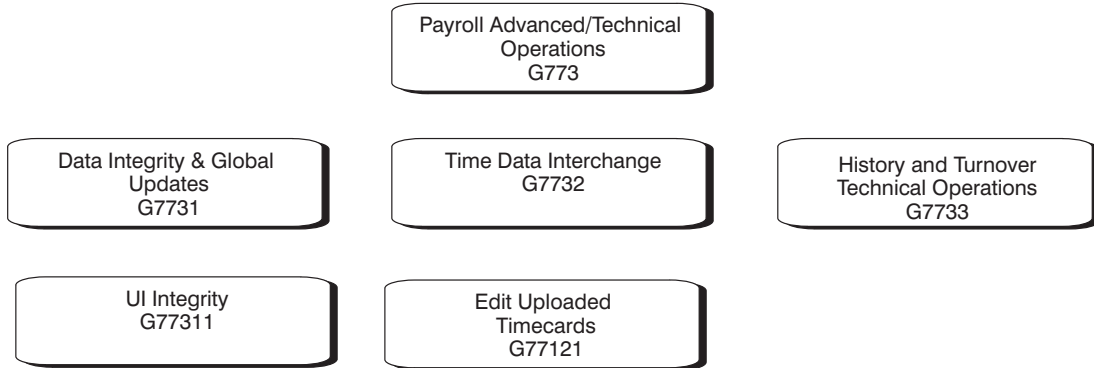 Payroll Advanced/Technical
Operations
G773
Data Integrity & Global
Updates
G7731
Time Data Interchange
G7732
History and Turnover
Technical Operations
G7733
UI Integrity
G77311
Edit Uploaded
Timecards
G77121